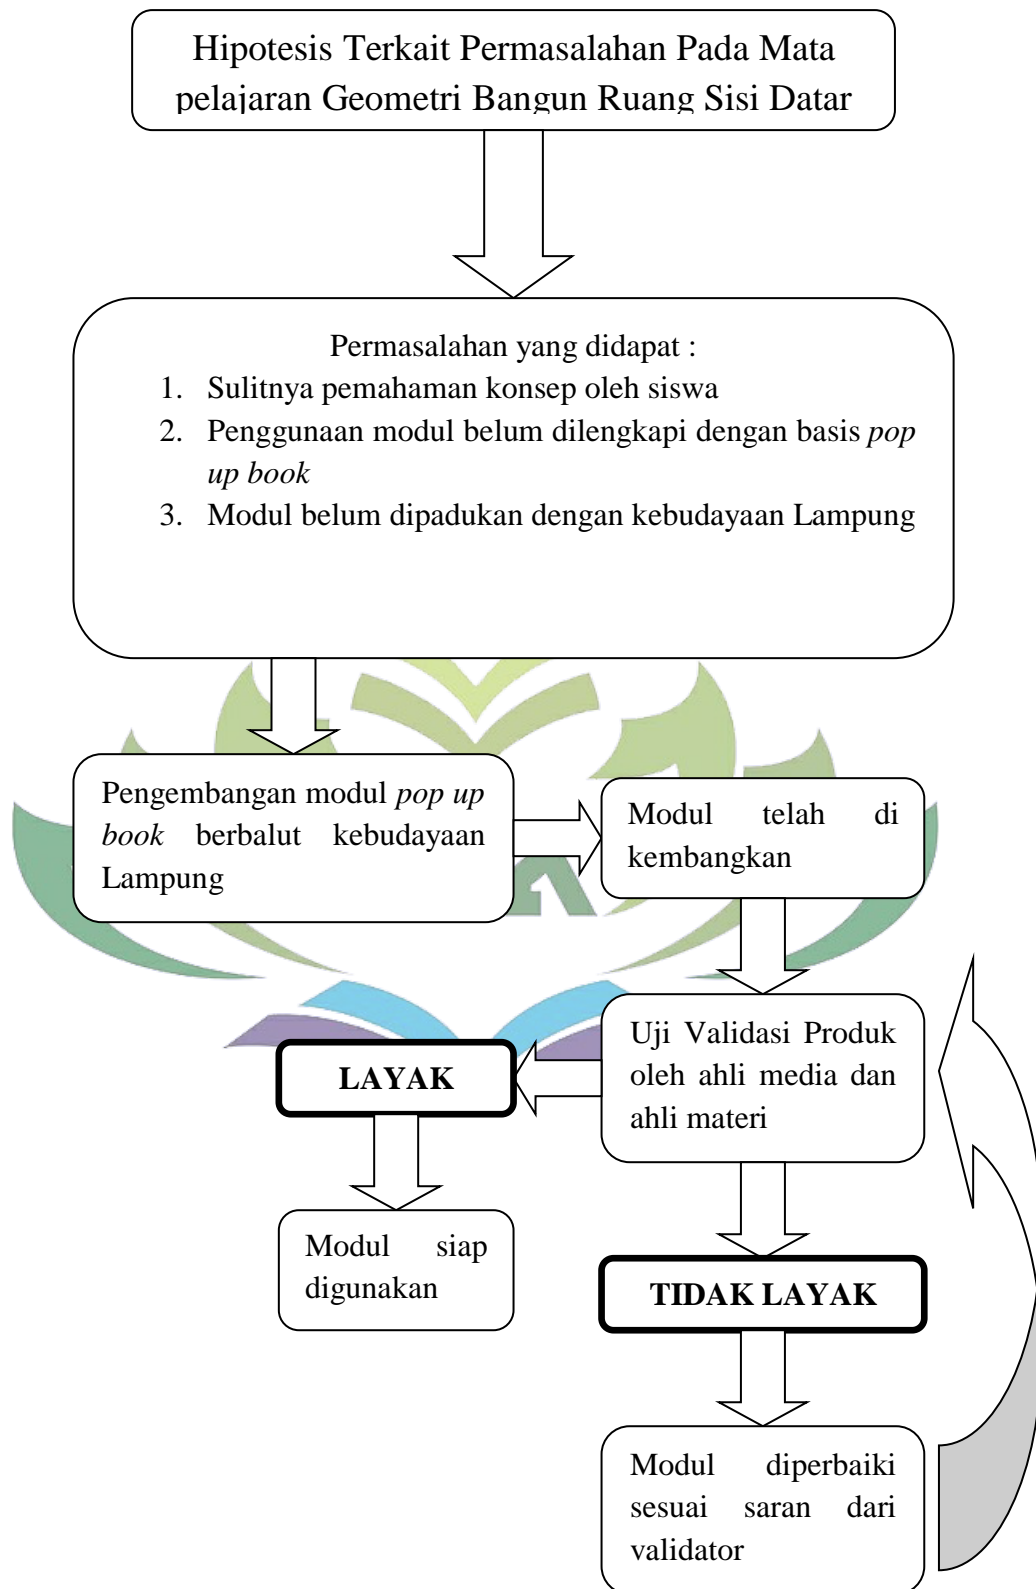 Hipotesis Terkait Permasalahan Pada Mata
pelajaran Geometri Bangun Ruang Sisi Datar
Permasalahan yang didapat :
1. Sulitnya pemahaman konsep oleh siswa
2. Penggunaan modul belum dilengkapi dengan basis pop
up book
3. Modul belum dipadukan dengan kebudayaan Lampung
Pengembangan modul pop up
book berbalut kebudayaan
Lampung
Modul telah di
kembangkan
Uji Validasi Produk
oleh ahli media dan
ahli materi
LAYAK
Modul siap
digunakan
TIDAK LAYAK
Modul diperbaiki
sesuai saran dari
validator